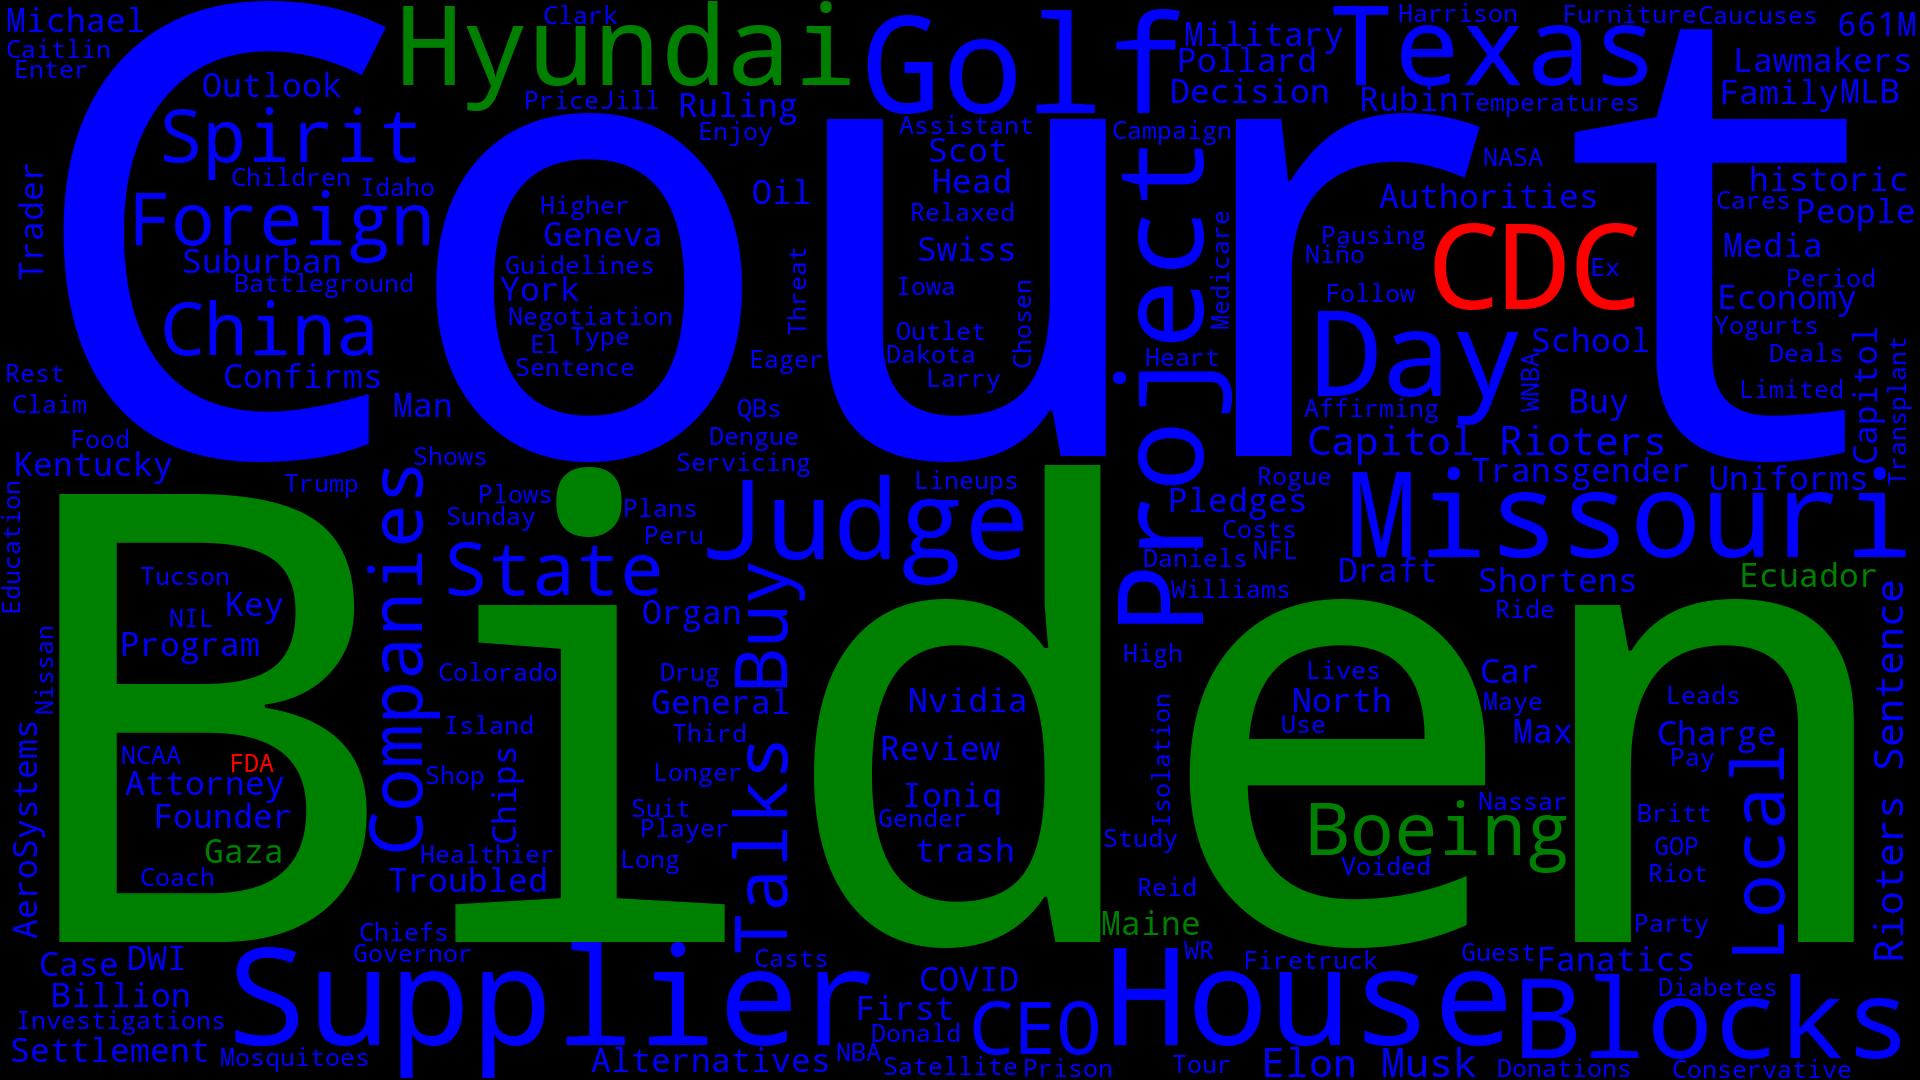 Court
Biden
Michael
Caitlin
Enter
Hyundai
Clark
Golf
Military
Pollard
Decision
Texas
Harrison
Furniture
Caucuses
661M
Lawmakers
Family
MLB
Outlook
Price
Jill
Ruling
Enjoy
Rubin
Temperatures
Spirit
Children
Idaho
Foreign
Suburban
Battleground
China
Confirms
Trader
Higher
Geneva
Guidelines
York
Negotiation
El
Type
Sentence
Oil
Threat
Eager
Assistant
Scot
Head
Relaxed
Swiss
Iowa
Outlet
Dakota
Chosen
Larry
Campaign
Project
Medicare
Heart
NASA
Authorities
Pausing
Niño
CDC
Ex
Follow
Day
School
WNBA
Buy
Affirming
Capitol Rioters
historic
Cares
People
Media
Period
Economy
Yogurts
Deals
Limited
Capitol
Transplant
Rest
Claim
Food
Kentucky
Man
Shows
Trump
QBs
Dengue
Servicing
Lineups
Rogue
Transgender
Uniforms
Education
Companies
Plows
Sunday
Plans
Peru
State
Judge
Pledges
Costs
Daniels
NFL
Williams
Missouri
Draft
Shortens
Ecuador
Ride
Tucson
NIL
Key
Program
Nissan
Organ
Talks Buy
Colorado
Drug
General
Island
Third
Shop
Chips
Longer
Suit
Player
Healthier
Long
Troubled
NCAA
FDA
Attorney
Founder
Gaza
Coach
AeroSystems
Nvidia
Review
Ioniq
Gender
trash
High
Isolation
Study
Reid
Maine
Lives
North
Use
Car
Maye
Max
Nassar
Boeing
Voided
Leads
Charge
Pay
Britt
GOP
Riot
Party
Local
Rioters Sentence
Chiefs
Governor
Case
DWI
Billion
Investigations
Settlement
Mosquitoes
Supplier
Casts
COVID
First
Donald
CEO
Alternatives
NBA
Satellite
Prison
WR
Firetruck
House
Tour
Elon Musk
Guest
Fanatics
Diabetes
Blocks
Donations
Conservative